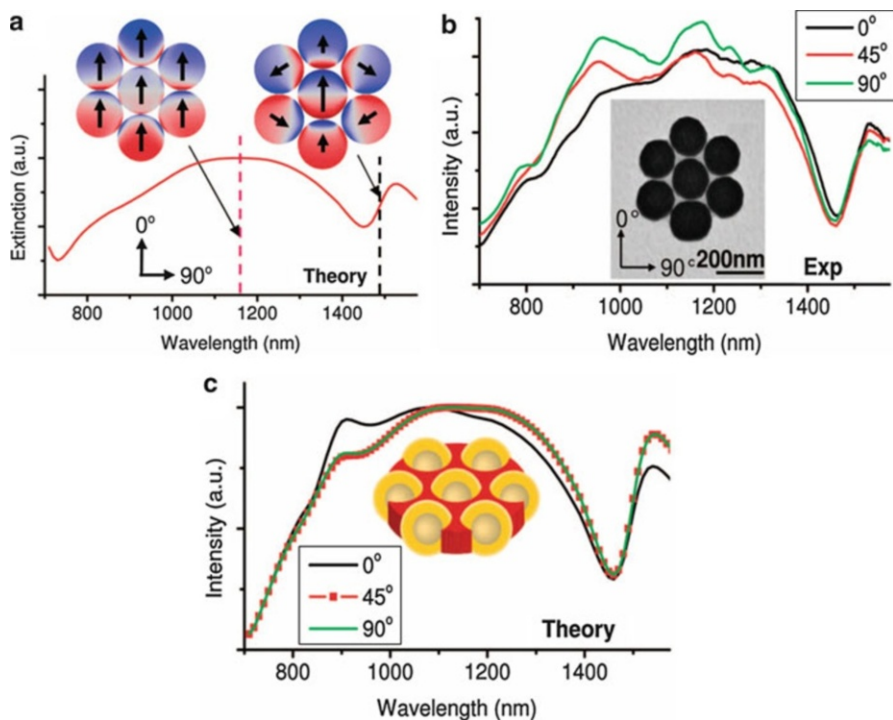 a
Extinction (a.u.)
0°
90°
Theory
800
1000
1200
1400
Wavelength (nm)
b
Intensity (a.u.)
0°
45°
90°
0°
90°
200nm
Exp
800
1000
1200
1400
Wavelength (nm)
c
Intensity (a.u.)
0°
45°
90°
Theory
800
1000
1200
1400
Wavelength (nm)